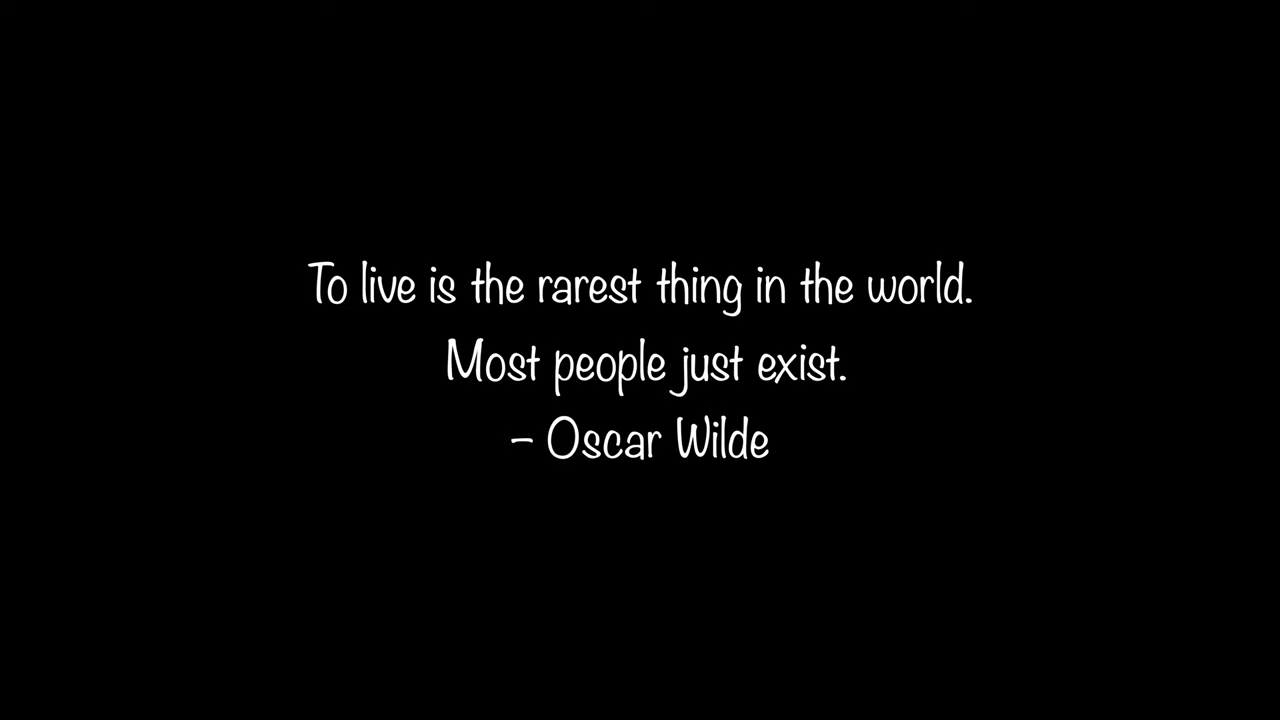 To live is the rarest thing in the world.
Most people just exist.
– Oscar Wilde